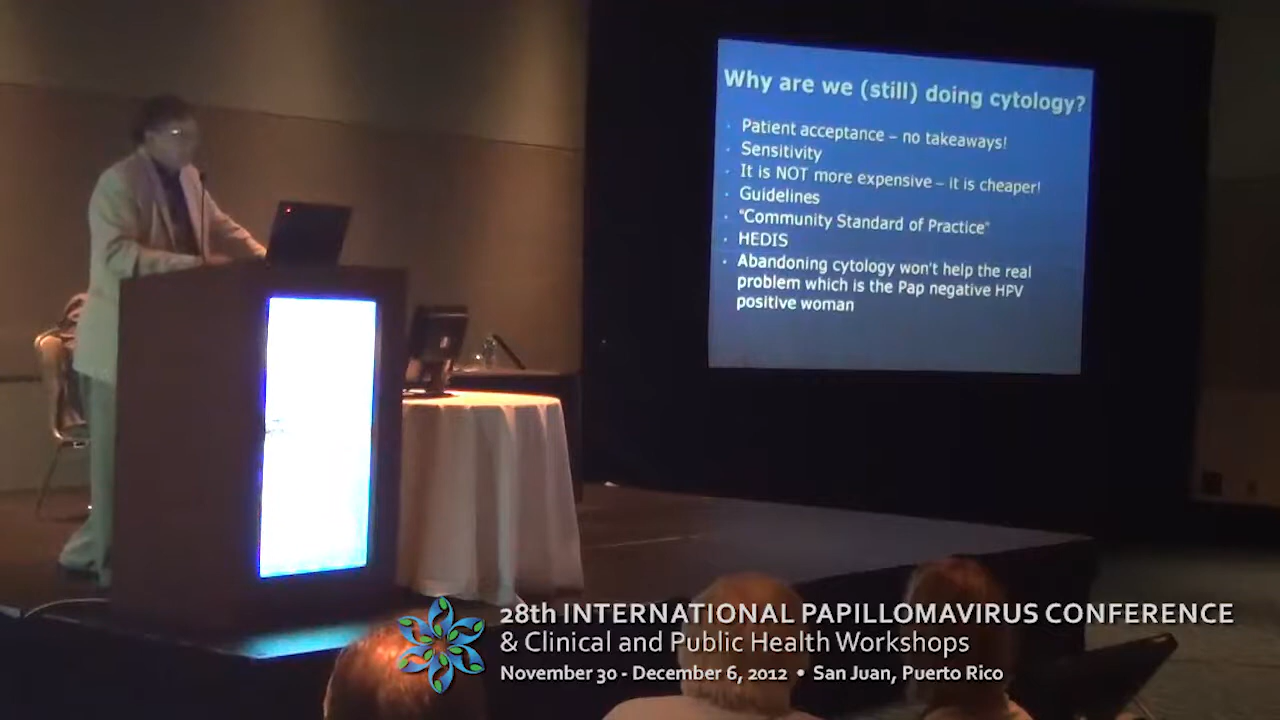 Why are we (still) doing cytology?
· Patient acceptance – no takeaways!
· Sensitivity
· It is NOT more expensive – it is cheaper!
· Guidelines
· "Community Standard of Practice"
· HEDIS
· Abandoning cytology won't help the real
problem which is the Pap negative HPV
positive woman
28th INTERNATIONAL PAPILLOMAVIRUS CONFERENCE
& Clinical and Public Health Workshops
November 30 - December 6, 2012 • San Juan, Puerto Rico